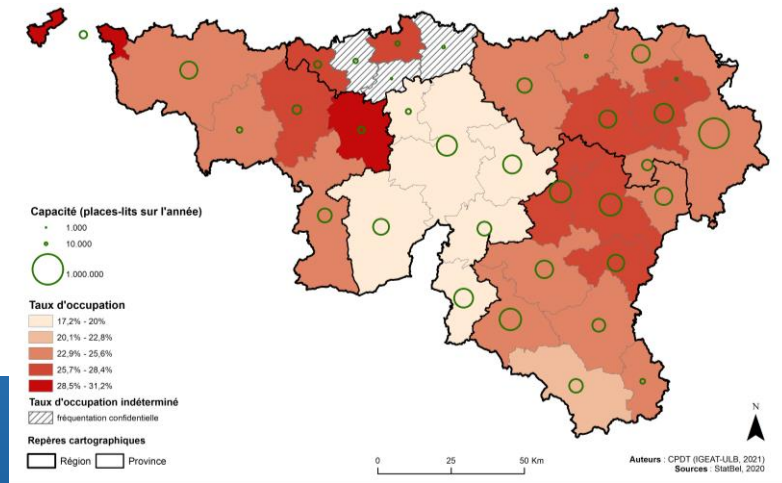 Capacité (places-lits sur l'année)
1.000
10.000
1.000.000
Taux d'occupation
17,2% - 20%
20,1% - 22,8%
22,9% - 25,6%
25,7% - 28,4%
28,5% - 31,2%
Taux d'occupation indéterminé
fréquentation confidentielle
Repères cartographiques
Région Province
0 25 50 Km
N
Auteurs : CPDT (IGEAT-ULB, 2021)
Sources : StatBel, 2020